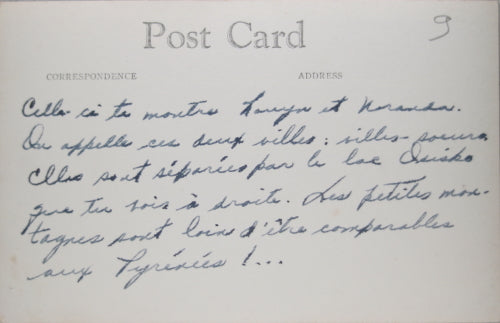 Post Card
9
CORRESPONDENCE ADDRESS
Celle-ci te montre Rouyn et Noranda.
On appelle ces deux villes: villes-soeurs.
Elles sont séparées par le lac Osisko
que tu vois à droite. Les petites mon-
tagnes sont loin d'être comparables
aux Pyrénées !...